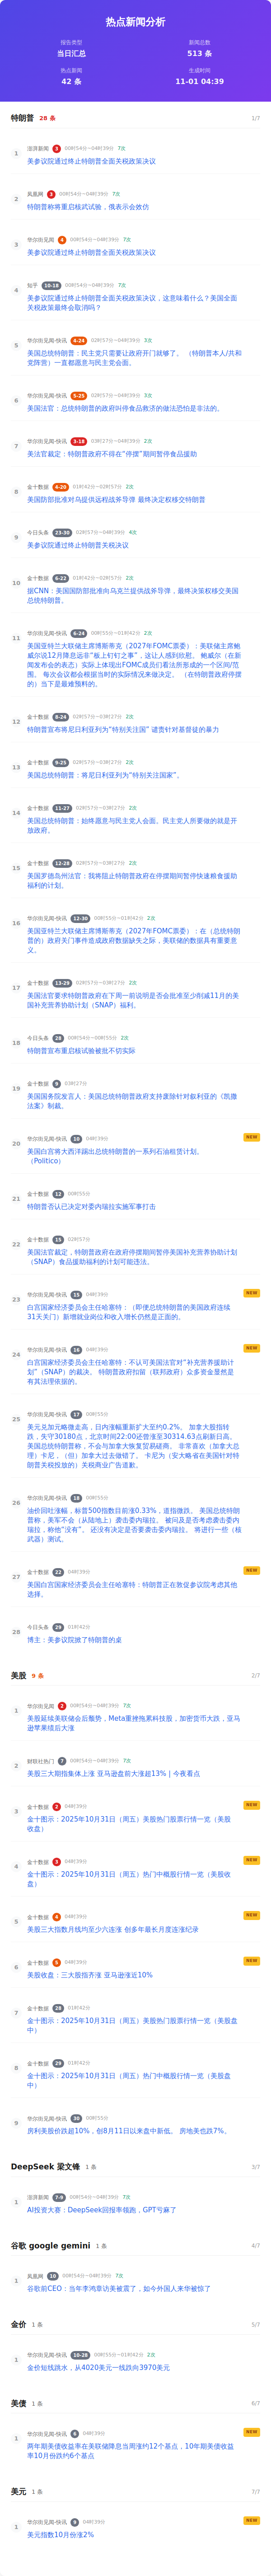 热点新闻分析
报告类型
当日汇总
新闻总数
513 条
热点新闻
42 条
生成时间
11-01 04:39
特朗普 28 条 1/7
1
澎湃新闻 3 00时54分~04时39分 7次
美参议院通过终止特朗普全面关税政策决议
2
凤凰网 3 00时54分~04时39分 7次
特朗普称将重启核武试验，俄表示会效仿
3
华尔街见闻 4 00时54分~04时39分 7次
美参议院通过终止特朗普全面关税政策决议
4
知乎 10-18 00时54分~04时39分 7次
美参议院通过终止特朗普全面关税政策决议，这意味着什么？美国全面
关税政策最终会取消吗？
5
华尔街见闻-快讯 4-24 02时57分~04时39分 3次
美国总统特朗普：民主党只需要让政府开门就够了。 （特朗普本人/共和
党阵营）一直都愿意与民主党会面。
6
华尔街见闻-快讯 5-25 02时57分~04时39分 3次
美国法官：总统特朗普的政府叫停食品救济的做法恐怕是非法的。
7
华尔街见闻-快讯 3-18 03时27分~04时39分 2次
美法官裁定：特朗普政府不得在“停摆”期间暂停食品援助
8
金十数据 4-20 01时42分~02时57分 2次
美国防部批准对乌提供远程战斧导弹 最终决定权移交特朗普
9
今日头条 23-30 02时57分~04时39分 4次
美参议院通过终止特朗普关税决议
10
金十数据 6-22 01时42分~02时57分 2次
据CNN：美国国防部批准向乌克兰提供战斧导弹，最终决策权移交美国
总统特朗普。
11
华尔街见闻-快讯 6-24 00时55分~01时42分 2次
美国亚特兰大联储主席博斯蒂克（2027年FOMC票委）：美联储主席鲍
威尔说12月降息远非“板上钉钉之事”，这让人感到欣慰。 鲍威尔（在新
闻发布会的表态）实际上体现出FOMC成员们看法所形成的一个区间/范
围。 每次会议都会根据当时的实际情况来做决定。 （在特朗普政府停摆
的）当下是最难预料的。
12
金十数据 8-24 02时57分~03时27分 2次
特朗普宣布将尼日利亚列为“特别关注国” 谴责针对基督徒的暴力
13
金十数据 9-25 02时57分~03时27分 2次
美国总统特朗普：将尼日利亚列为“特别关注国家”。
14
金十数据 11-27 02时57分~03时27分 2次
美国总统特朗普：始终愿意与民主党人会面。民主党人所要做的就是开
放政府。
15
金十数据 12-28 02时57分~03时27分 2次
美国罗德岛州法官：我将阻止特朗普政府在停摆期间暂停快速粮食援助
福利的计划。
16
华尔街见闻-快讯 12-30 00时55分~01时42分 2次
美国亚特兰大联储主席博斯蒂克（2027年FOMC票委）：在（总统特朗
普的）政府关门事件造成政府数据缺失之际，美联储的数据具有重要意
义。
17
金十数据 13-29 02时57分~03时27分 2次
美国法官要求特朗普政府在下周一前说明是否会批准至少削减11月的美
国补充营养协助计划（SNAP）福利。
18
今日头条 28 00时54分~00时55分 2次
特朗普宣布重启核试验被批不切实际
19
金十数据 9 03时27分
美国国务院发言人：美国总统特朗普政府支持废除针对叙利亚的《凯撒
法案》制裁。
20
华尔街见闻-快讯 10 04时39分 NEW
美国白宫将大西洋踢出总统特朗普的一系列石油租赁计划。
（Politico）
21
金十数据 12 00时55分
特朗普否认已决定对委内瑞拉实施军事打击
22
金十数据 15 02时57分
美国法官裁定，特朗普政府在政府停摆期间暂停美国补充营养协助计划
（SNAP）食品援助福利的计划可能违法。
23
华尔街见闻-快讯 15 04时39分 NEW
白宫国家经济委员会主任哈塞特：（即使总统特朗普的美国政府连续
31天关门）新增就业岗位和收入增长仍然是正面的。
24
华尔街见闻-快讯 16 04时39分 NEW
白宫国家经济委员会主任哈塞特：不认可美国法官对“补充营养援助计
划”（SNAP）的裁决。 特朗普政府扣留（联邦政府）众多资金显然是
有其法理依据的。
25
华尔街见闻-快讯 17 00时55分
美元兑加元略微走高，日内涨幅重新扩大至约0.2%。 加拿大股指转
跌，失守30180点，北京时间22:00还曾涨至30314.63点刷新日高。
美国总统特朗普称，不会与加拿大恢复贸易磋商。 非常喜欢（加拿大总
理）卡尼，（但）加拿大过去做错了。 卡尼为（安大略省在美国针对特
朗普关税投放的）关税商业广告道歉。
26
华尔街见闻-快讯 18 00时55分
油价回吐涨幅，标普500指数目前涨0.33%，道指微跌。 美国总统特朗
普称，美军不会（从陆地上）袭击委内瑞拉。 被问及是否考虑袭击委内
瑞拉，称他“没有”。 还没有决定是否要袭击委内瑞拉。 将进行一些（核
武器）测试。
27
金十数据 22 04时39分 NEW
美国白宫国家经济委员会主任哈塞特：特朗普正在敦促参议院考虑其他
选择。
28
今日头条 29 01时42分
博主：美参议院掀了特朗普的桌
美股 9 条 2/7
1
华尔街见闻 2 00时54分~04时39分 7次
美股延续美联储会后颓势，Meta重挫拖累科技股，加密货币大跌，亚马
逊苹果绩后大涨
2
财联社热门 7 00时54分~04时39分 7次
美股三大期指集体上涨 亚马逊盘前大涨超13% | 今夜看点
3
金十数据 2 04时39分 NEW
金十图示：2025年10月31日（周五）美股热门股票行情一览（美股
收盘）
4
金十数据 3 04时39分 NEW
金十图示：2025年10月31日（周五）热门中概股行情一览（美股收
盘）
5
金十数据 4 04时39分 NEW
美股三大指数月线均至少六连涨 创多年最长月度连涨纪录
6
金十数据 5 04时39分 NEW
美股收盘：三大股指齐涨 亚马逊涨近10%
7
金十数据 28 01时42分
金十图示：2025年10月31日（周五）美股热门股票行情一览（美股盘
中）
8
金十数据 29 01时42分
金十图示：2025年10月31日（周五）热门中概股行情一览（美股盘
中）
9
华尔街见闻-快讯 30 00时55分
房利美股价跌超10%，创8月11日以来盘中新低。 房地美也跌7%。
DeepSeek 梁文锋 1 条 3/7
1
澎湃新闻 7-9 00时54分~04时39分 7次
AI投资大赛：DeepSeek回报率领跑，GPT亏麻了
谷歌 google gemini 1 条 4/7
1
凤凰网 10 00时54分~04时39分 7次
谷歌前CEO：当年李鸿章访美被震了，如今外国人来华被惊了
金价 1 条 5/7
1
华尔街见闻-快讯 10-28 00时55分~01时42分 2次
金价短线跳水，从4020美元一线跌向3970美元
美债 1 条 6/7
1
华尔街见闻-快讯 6 04时39分 NEW
两年期美债收益率在美联储降息当周涨约12个基点，10年期美债收益
率10月份跌约6个基点
美元 1 条 7/7
1
华尔街见闻-快讯 9 04时39分 NEW
美元指数10月份涨2%